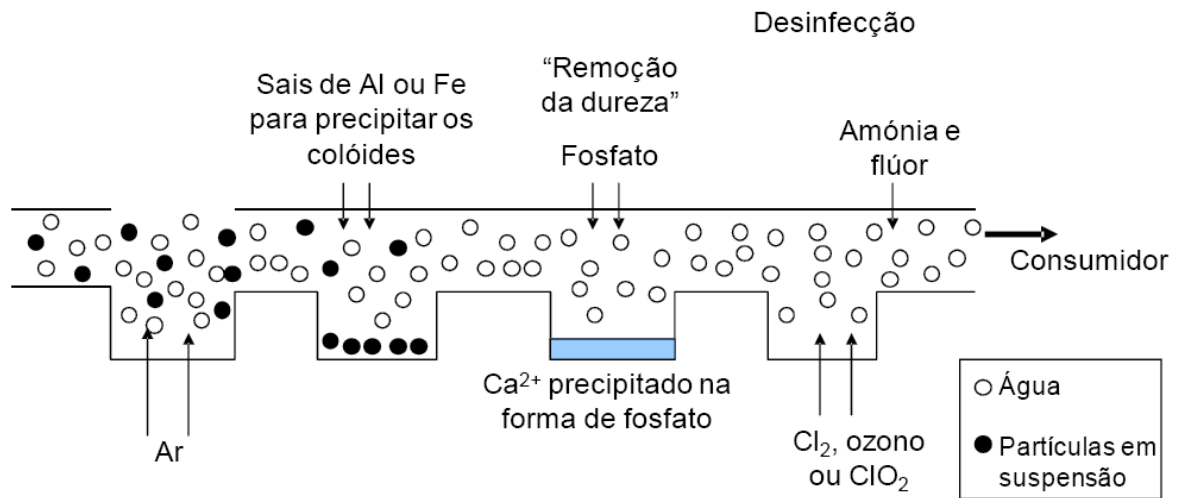 Desinfecção
Sais de Al ou Fe
para precipitar os
colóides
“Remoção
da dureza”
Fosfato
Amónia e
flúor
Consumidor
Ar
Ca²⁺ precipitado na
forma de fosfato
Cl₂, ozono
ou ClO₂
Água
Partículas em
suspensão